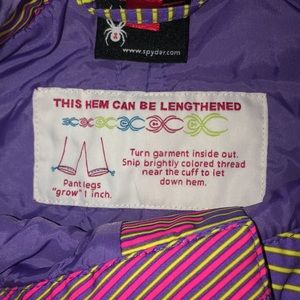 www.spyder.com
THIS HEM CAN BE LENGTHENED
Turn garment inside out.
Snip brightly colored thread
near the cuff to let
down hem.
Pant legs
"grow" 1 inch.